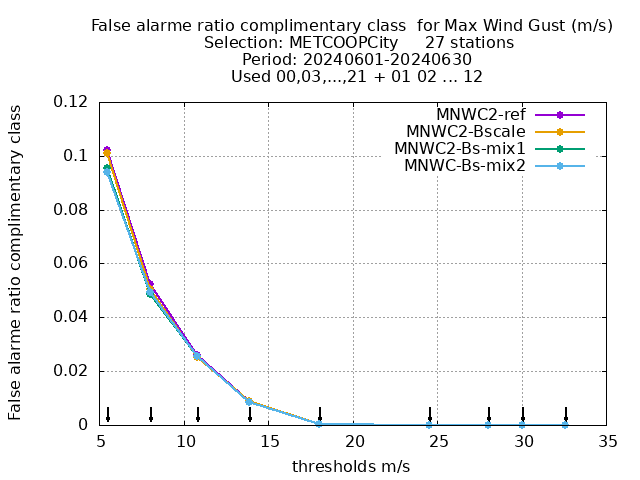 False alarme ratio complimentary class  for Max Wind Gust (m/s)
Selection: METCOOPCity     27 stations
Period: 20240601-20240630
Used 00,03,...,21 + 01 02 ... 12
False alarme ratio complimentary class
0.12
0.1
0.08
0.06
0.04
0.02
0
MNWC2-ref
MNWC2-Bscale
MNWC2-Bs-mix1
MNWC-Bs-mix2
5 10 15 20 25 30 35
thresholds m/s